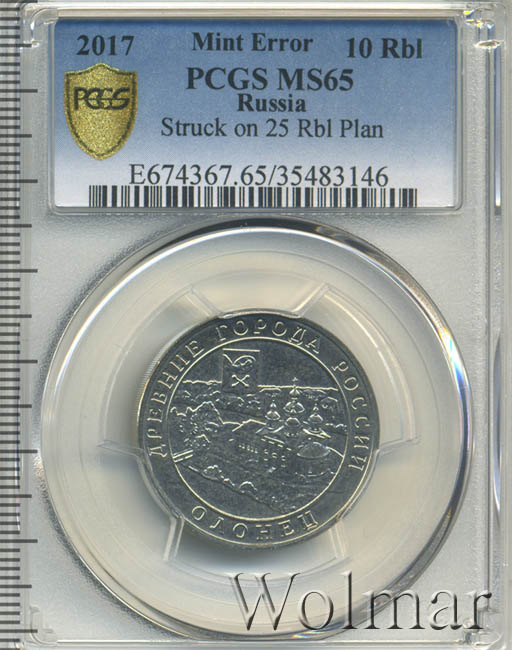 2017 Mint Error 10 Rbl
PCGS MS65
Russia
Struck on 25 Rbl Plan
E674367.65/35483146
PCGS
ДРЕВНИЕ ГОРОДА РОССИИ
ОЛОНЕЦ
Wolmar